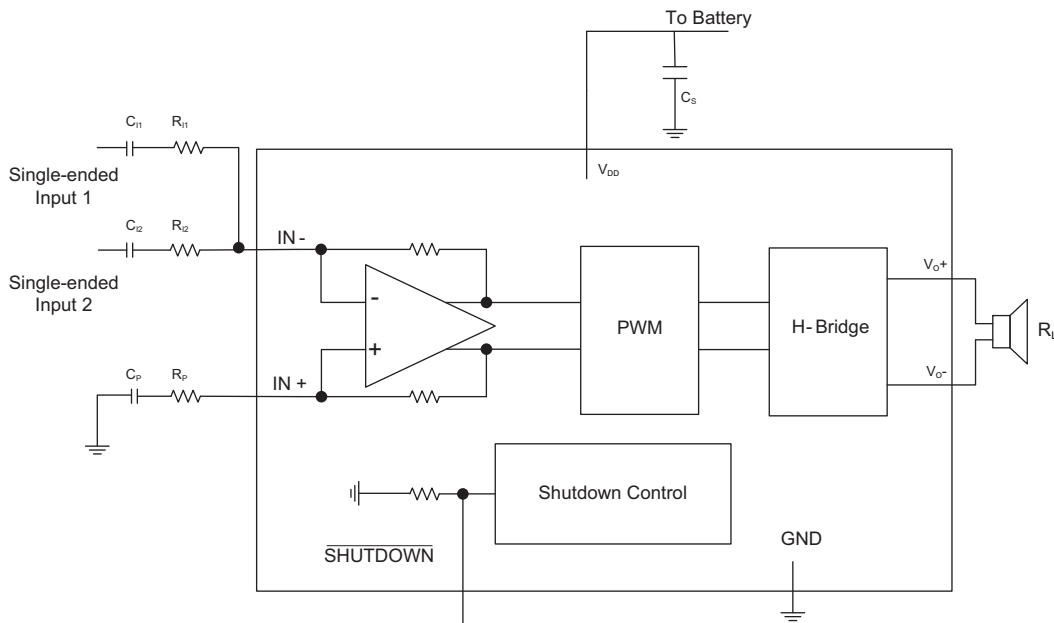 To Battery
C_S
C_I1
R_I1
V_DD
Single-ended
Input 1
C_I2
R_I2
IN -
Single-ended
Input 2
-
+
PWM
H-Bridge
V_O+
R_L
V_O-
C_P
R_P
IN +
Shutdown Control
SHUTDOWN
GND